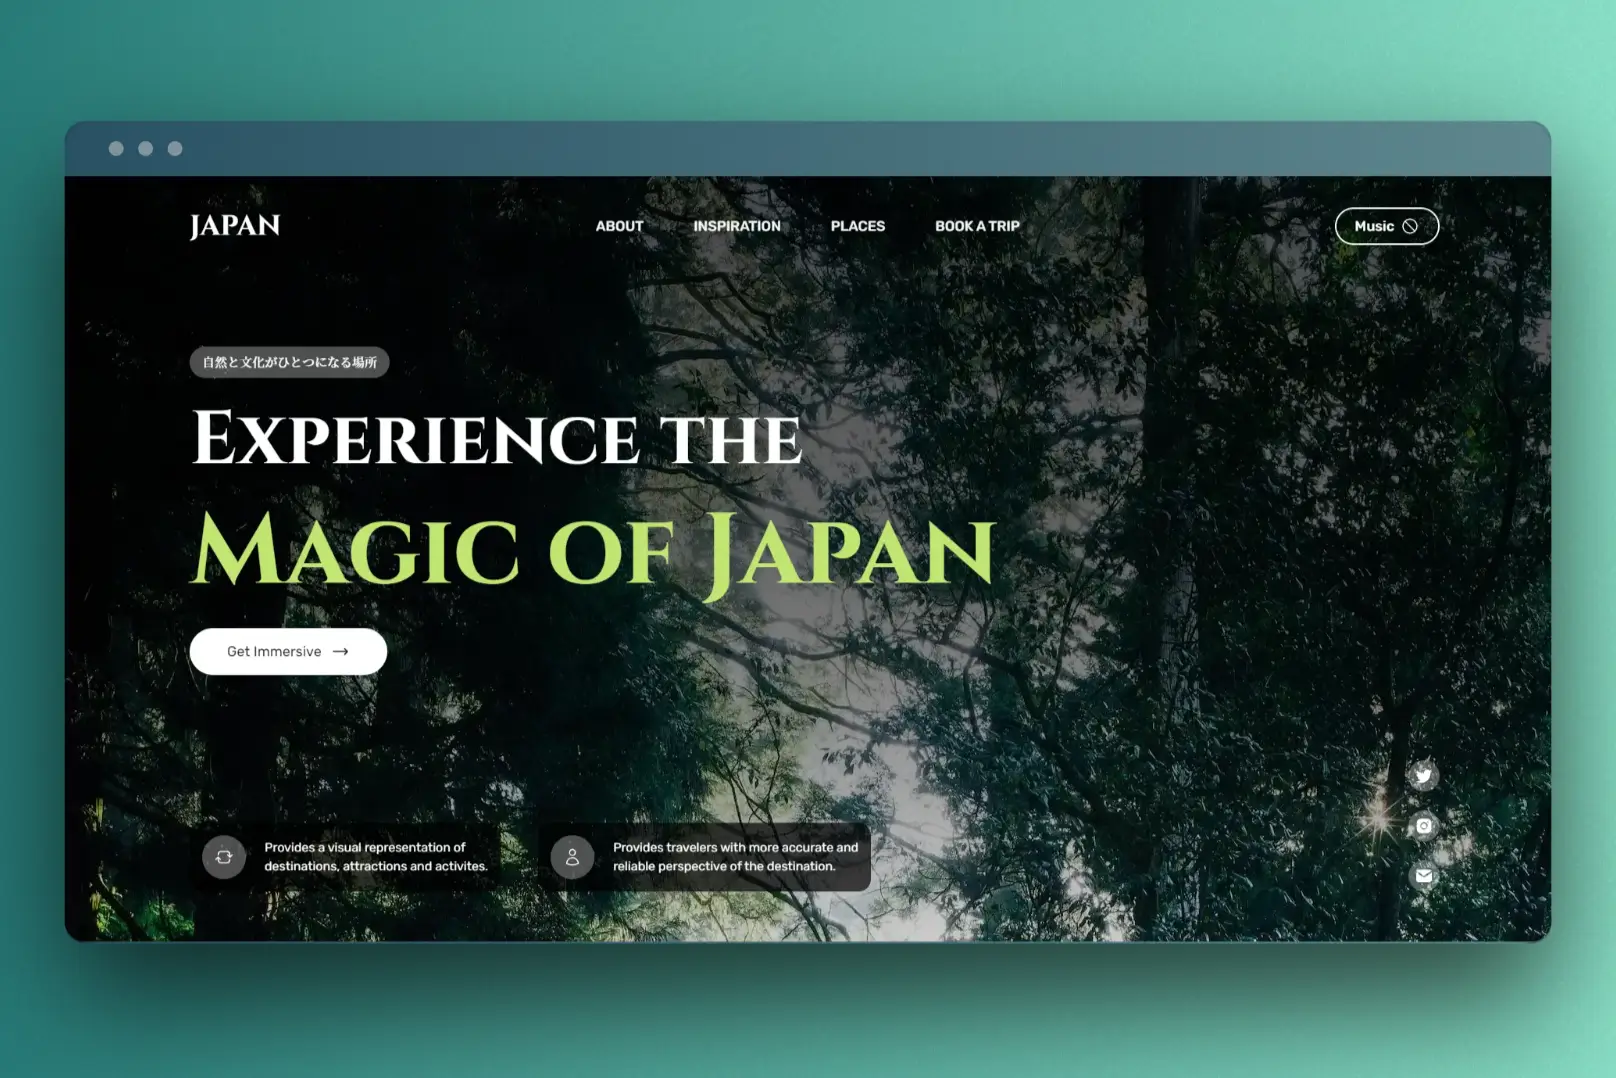 JAPAN
ABOUT
INSPIRATION
PLACES
BOOK A TRIP
Music
自然と文化がひとつになる場所
EXPERIENCE THE
MAGIC OF JAPAN
Get Immersive
Provides a visual representation of
destinations, attractions and activites.
Provides travelers with more accurate and
reliable perspective of the destination.